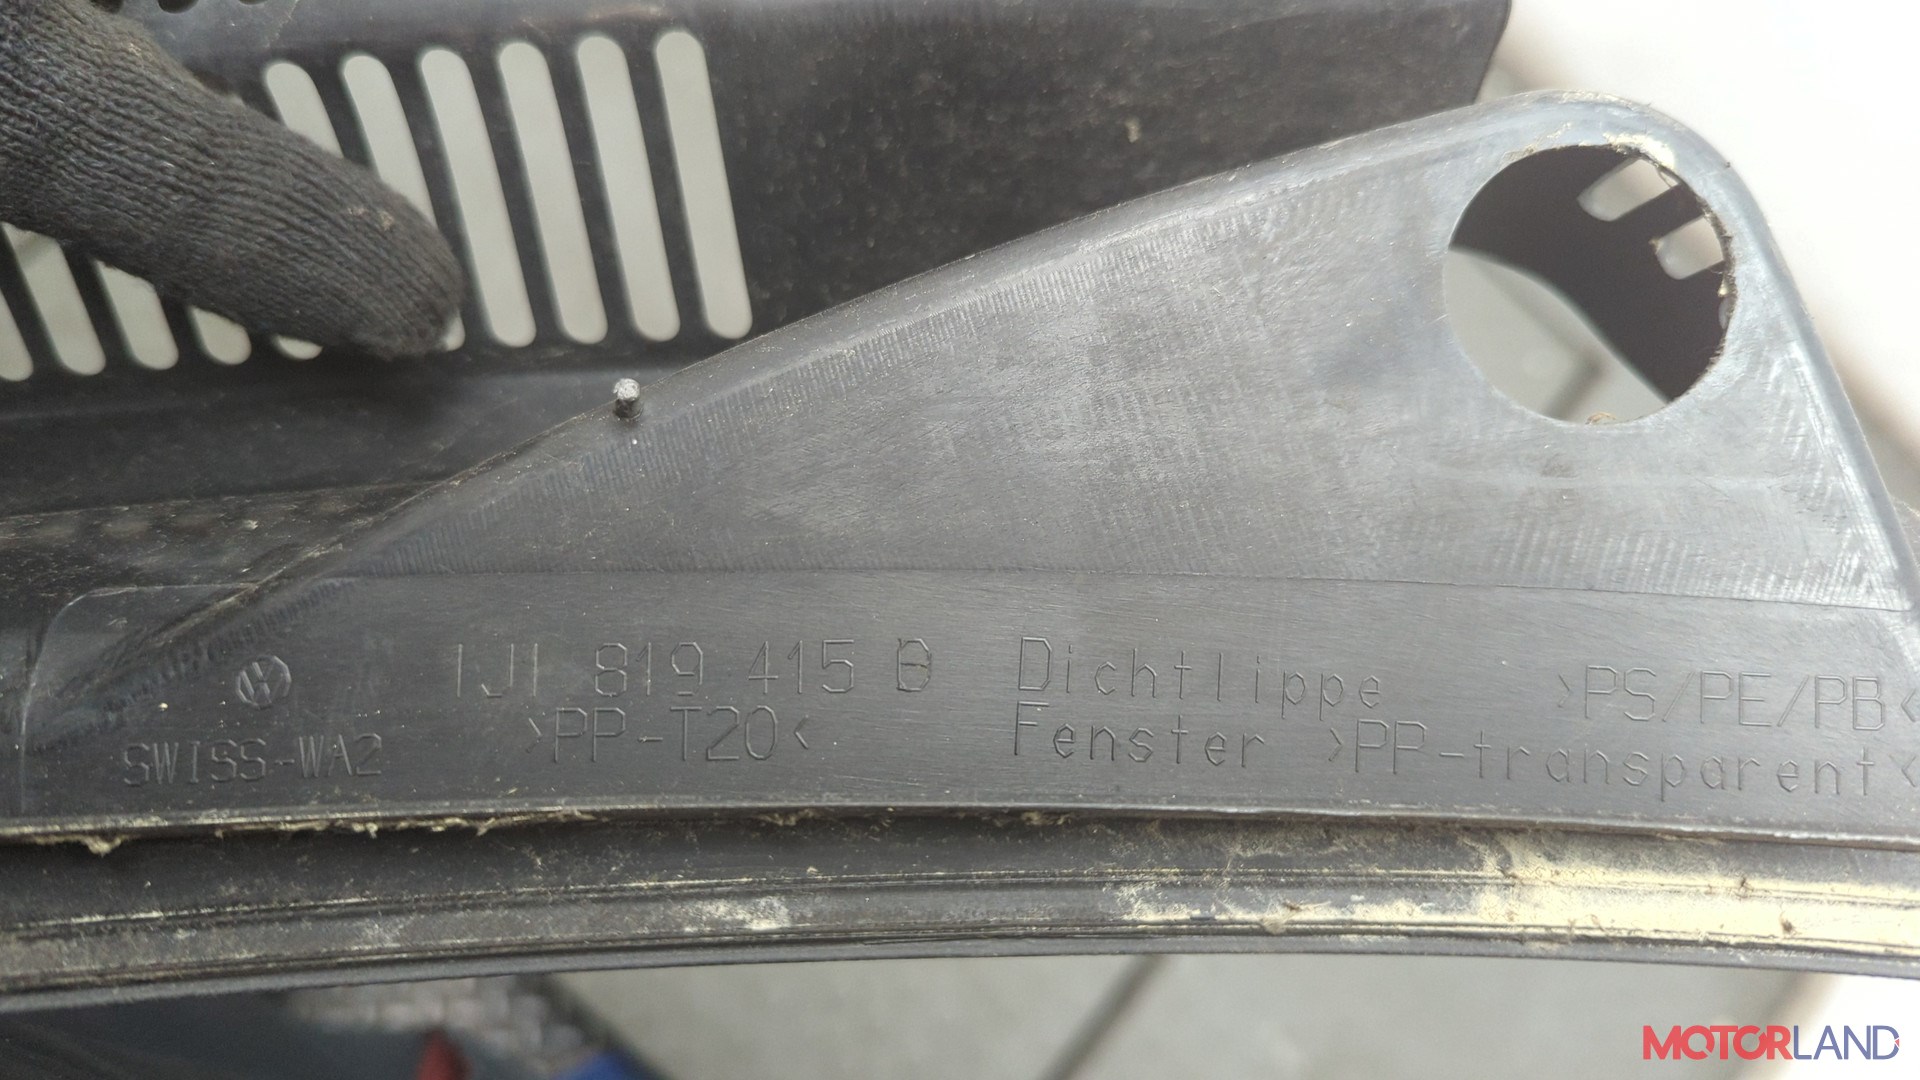 1J1 819 415 B
Dichtlippe >PS/PE/PB<
SWISS-WA2
>PP-T20<
Fenster >PP-transparent<
MOTORLAND